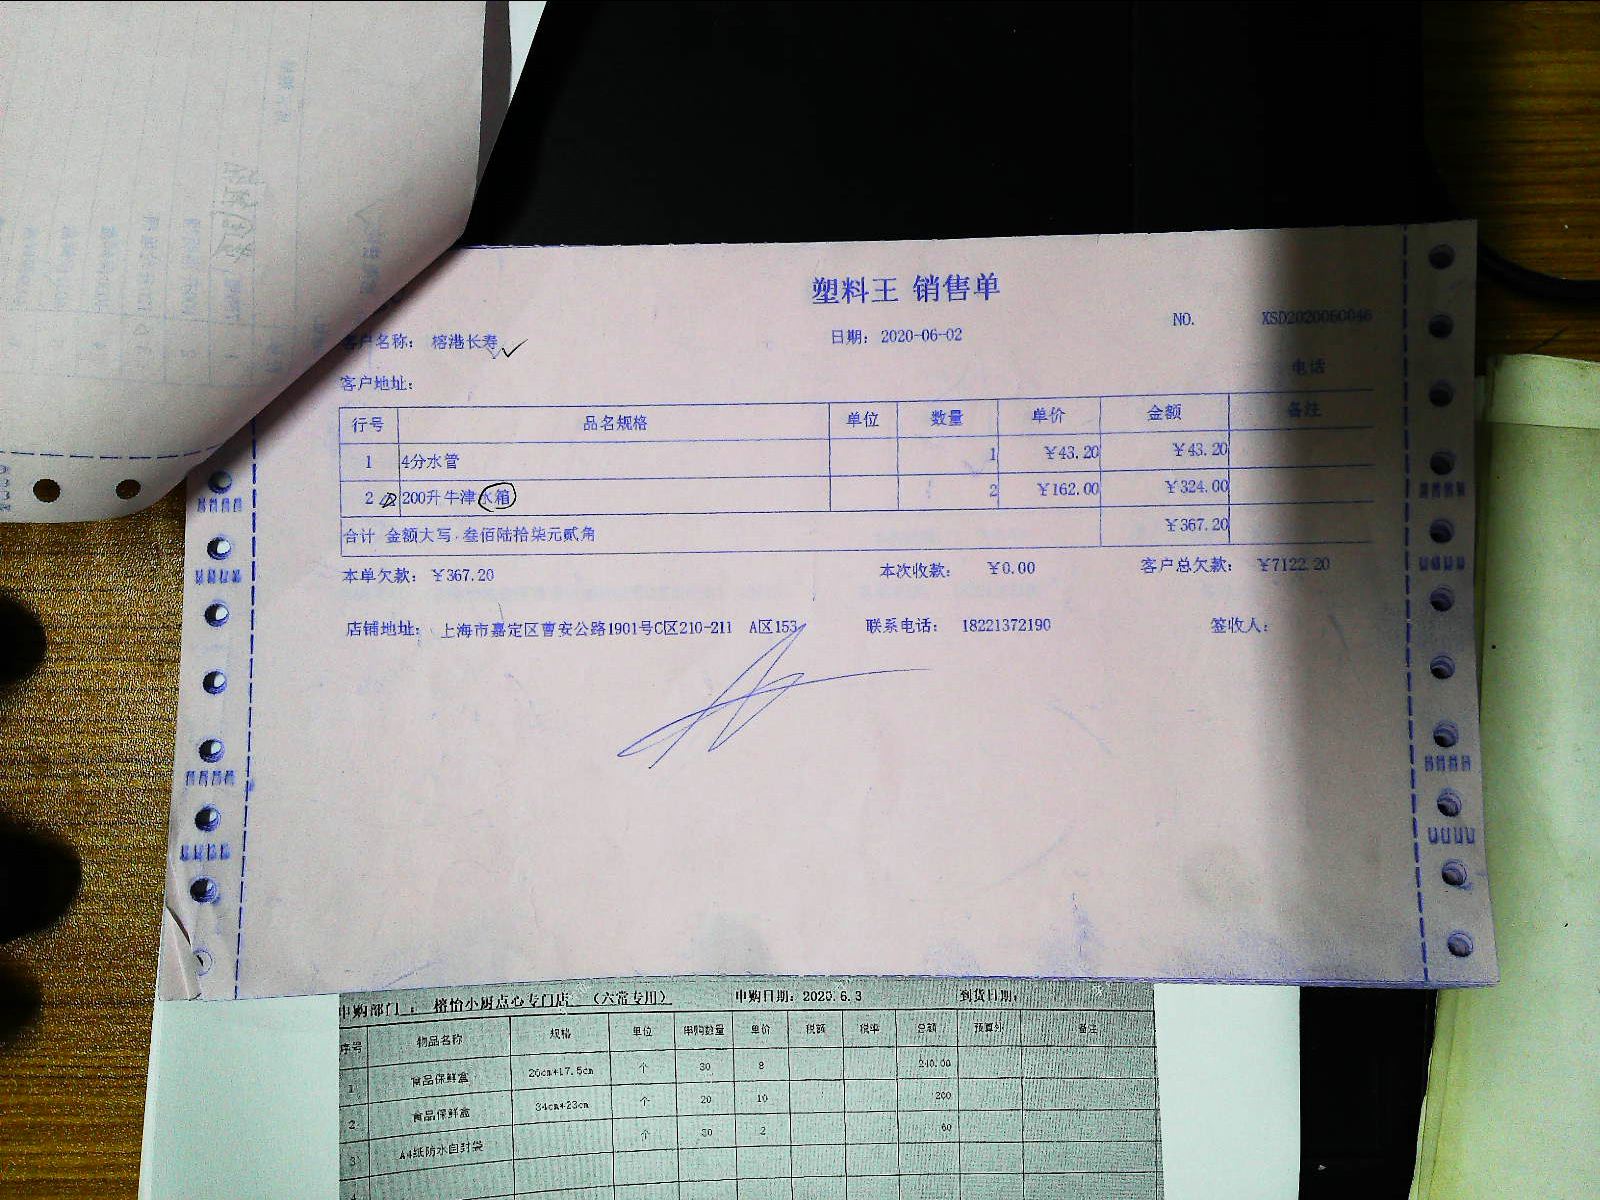 塑料王 销售单
NO. XSD2020060046
客户名称： 榕港长寿 日期： 2020-06-02
客户地址： 电话
行号 品名规格 单位 数量 单价 金额 备注
1 4分水管 1 ¥43.20 ¥43.20
2 200升牛津水箱 2 ¥162.00 ¥324.00
合计 金额大写：叁佰陆拾柒元贰角 ¥367.20
本单欠款： ¥367.20 本次收款： ¥0.00 客户总欠款： ¥7122.20
店铺地址： 上海市嘉定区曹安公路1901号C区210-211 A区153 联系电话： 18221372190 签收人：
申购部门： 榕怡小厨点心专门店 （六常专用） 申购日期：2020.6.3 到货日期：
序号 物品名称 规格 单位 申购数量 单价 税额 税率 总额 预算外 备注
1 食品保鲜盒 26cm*17.5cm 个 30 8 240.00
2 食品保鲜盒 34cm*23cm 个 20 10 200
3 A4纸防水自封袋 个 30 2 60